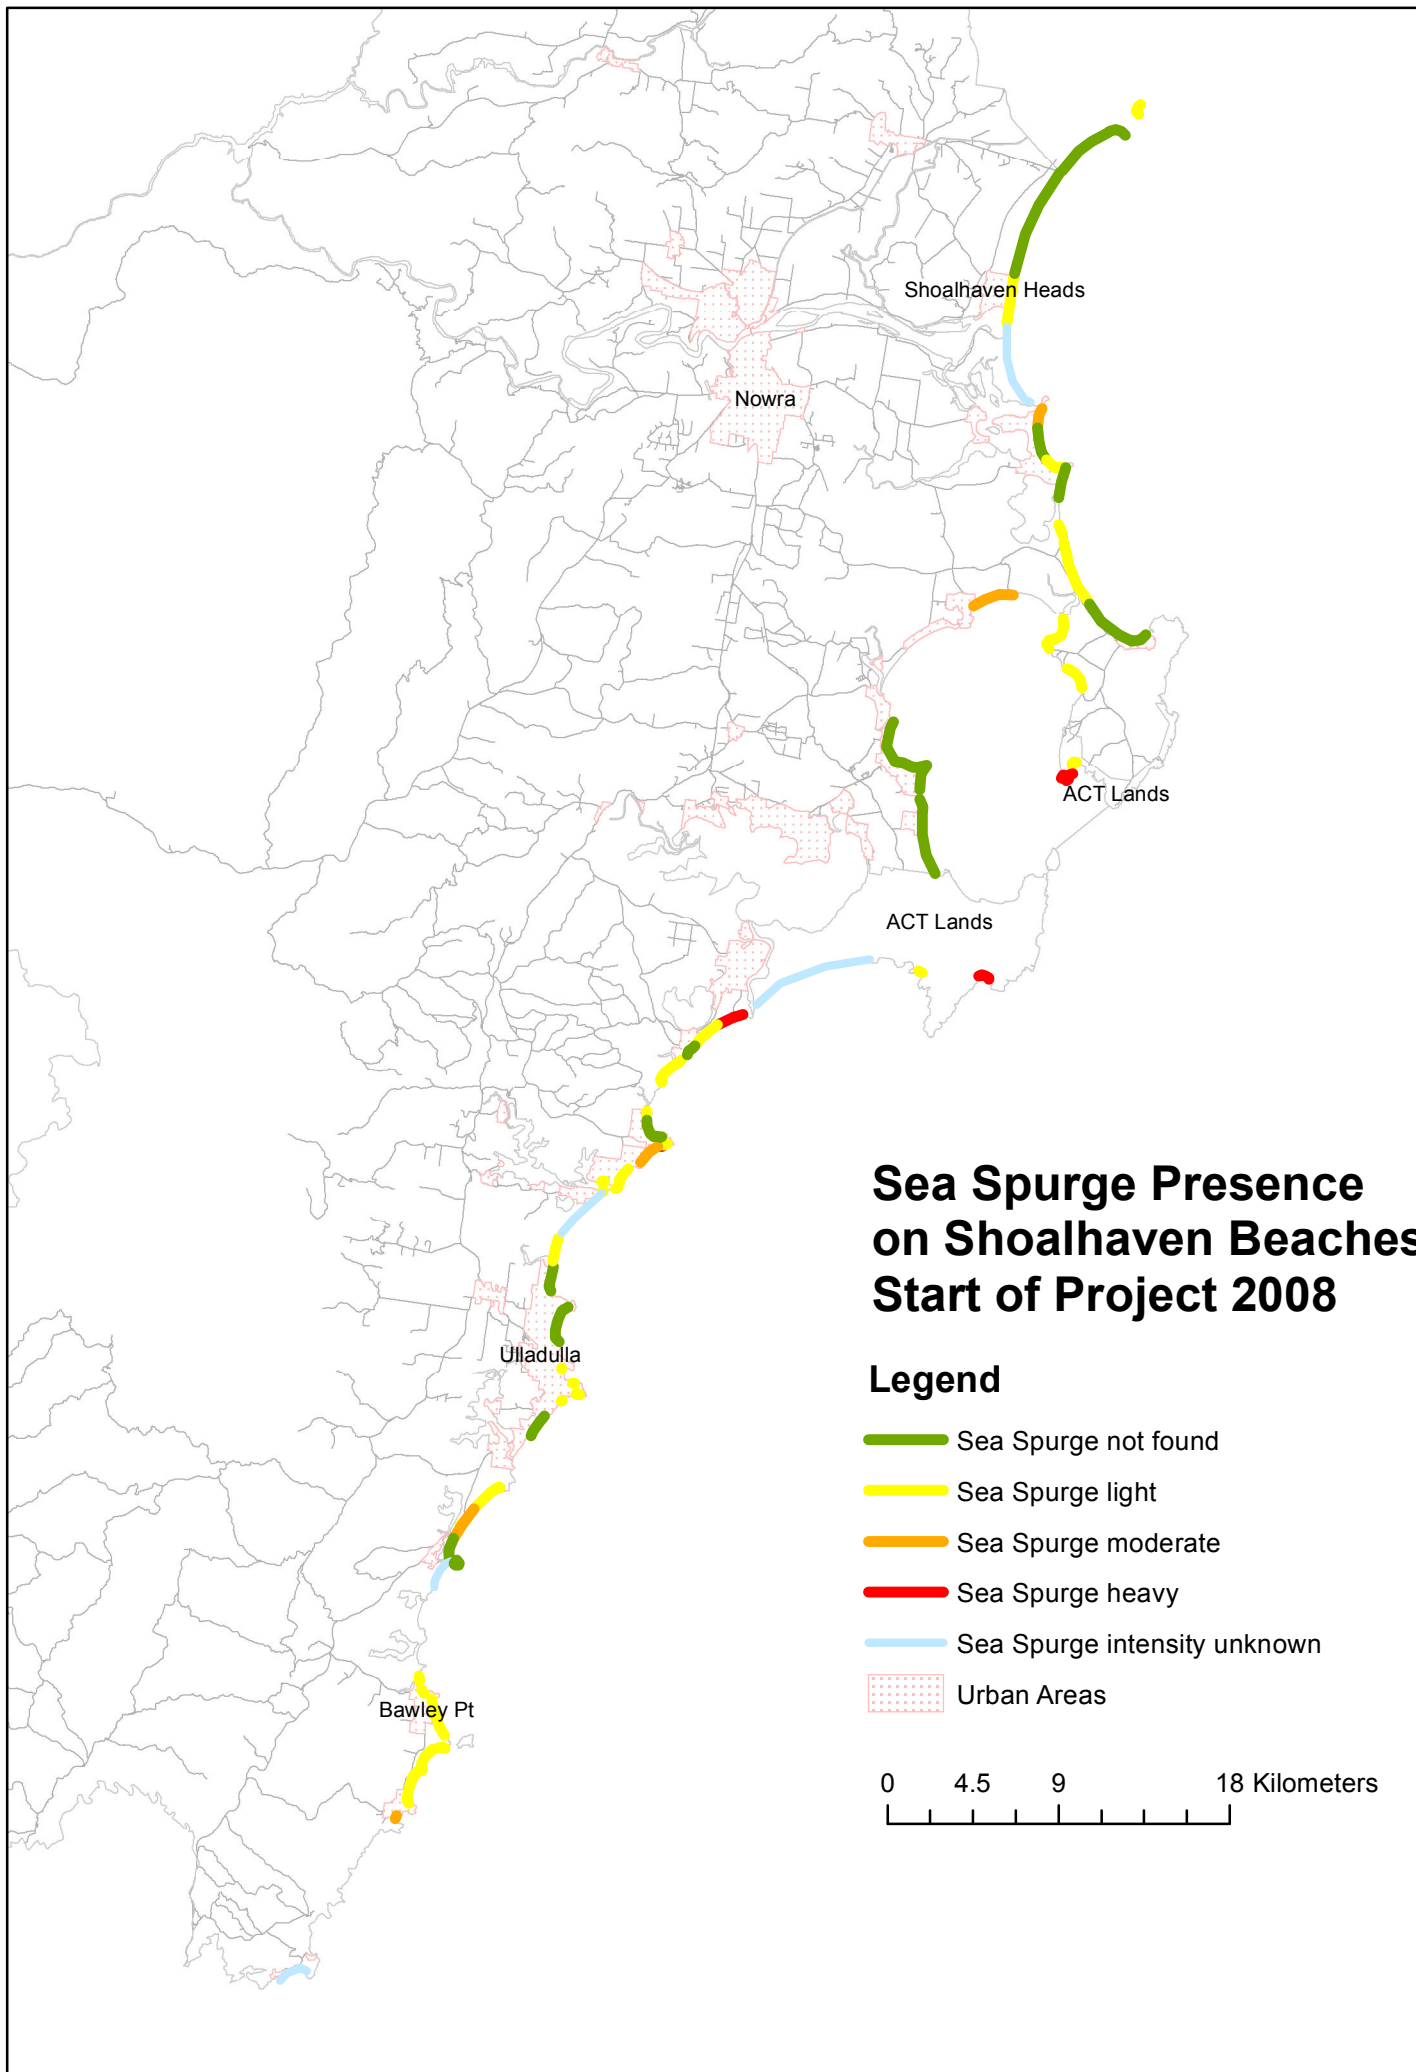 Shoalhaven Heads
Nowra
ACT Lands
ACT Lands
Sea Spurge Presence
on Shoalhaven Beaches
Start of Project 2008
Ulladulla
Legend
Sea Spurge not found
Sea Spurge light
Sea Spurge moderate
Sea Spurge heavy
Sea Spurge intensity unknown
Urban Areas
Bawley Pt
0 4.5 9 18 Kilometers